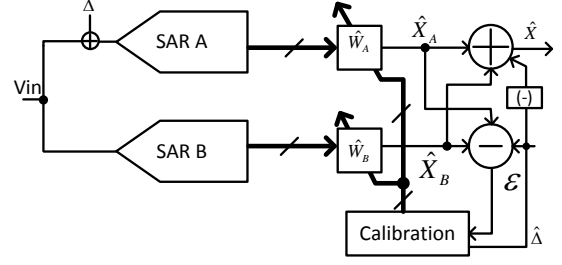 Δ
SAR A
Ŵ_A
X̂_A
+
X̂
Vin
(-)
SAR B
Ŵ_B
X̂_B
−
ε
Calibration
Δ̂